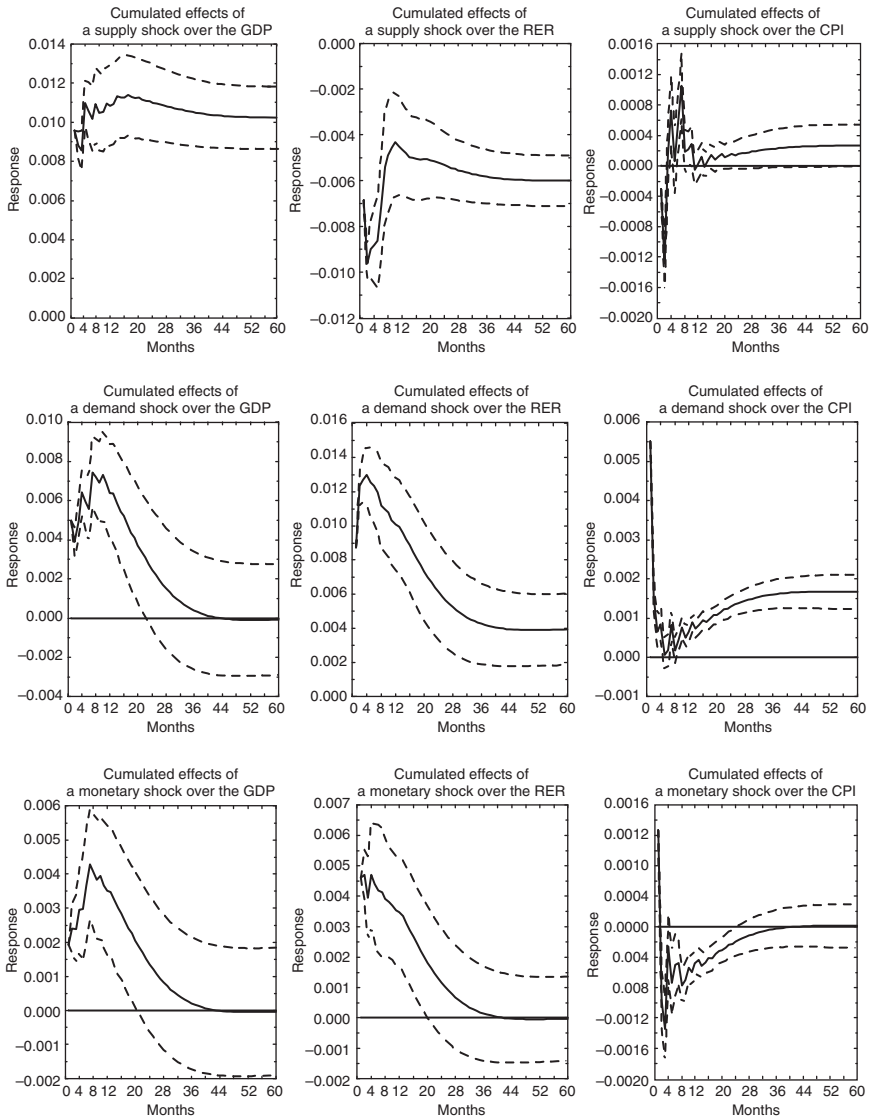 Cumulated effects of
a supply shock over the GDP
0.014
0.012
0.010
0.008
0.006
0.004
0.002
0.000
Response
0 4 8 12 20 28 36 44 52 60
Months
Cumulated effects of
a supply shock over the RER
0.000
−0.002
−0.004
−0.006
−0.008
−0.010
−0.012
Response
0 4 8 12 20 28 36 44 52 60
Months
Cumulated effects of
a supply shock over the CPI
0.0016
0.0012
0.0008
0.0004
0.0000
−0.0004
−0.0008
−0.0012
−0.0016
−0.0020
Response
0 4 8 12 20 28 36 44 52 60
Months
Cumulated effects of
a demand shock over the GDP
0.010
0.008
0.006
0.004
0.002
0.000
−0.002
−0.004
Response
0 4 8 12 20 28 36 44 52 60
Months
Cumulated effects of
a demand shock over the RER
0.016
0.014
0.012
0.010
0.008
0.006
0.004
0.002
0.000
Response
0 4 8 12 20 28 36 44 52 60
Months
Cumulated effects of
a demand shock over the CPI
0.006
0.005
0.004
0.003
0.002
0.001
0.000
−0.001
Response
0 4 8 12 20 28 36 44 52 60
Months
Cumulated effects of
a monetary shock over the GDP
0.006
0.005
0.004
0.003
0.002
0.001
0.000
−0.001
−0.002
Response
0 4 8 12 20 28 36 44 52 60
Months
Cumulated effects of
a monetary shock over the RER
0.007
0.006
0.005
0.004
0.003
0.002
0.001
0.000
−0.001
−0.002
Response
0 4 8 12 20 28 36 44 52 60
Months
Cumulated effects of
a monetary shock over the CPI
0.0016
0.0012
0.0008
0.0004
0.0000
−0.0004
0.008
−0.0012
−0.0016
−0.0020
Response
0 4 8 12 20 28 36 44 52 60
Months